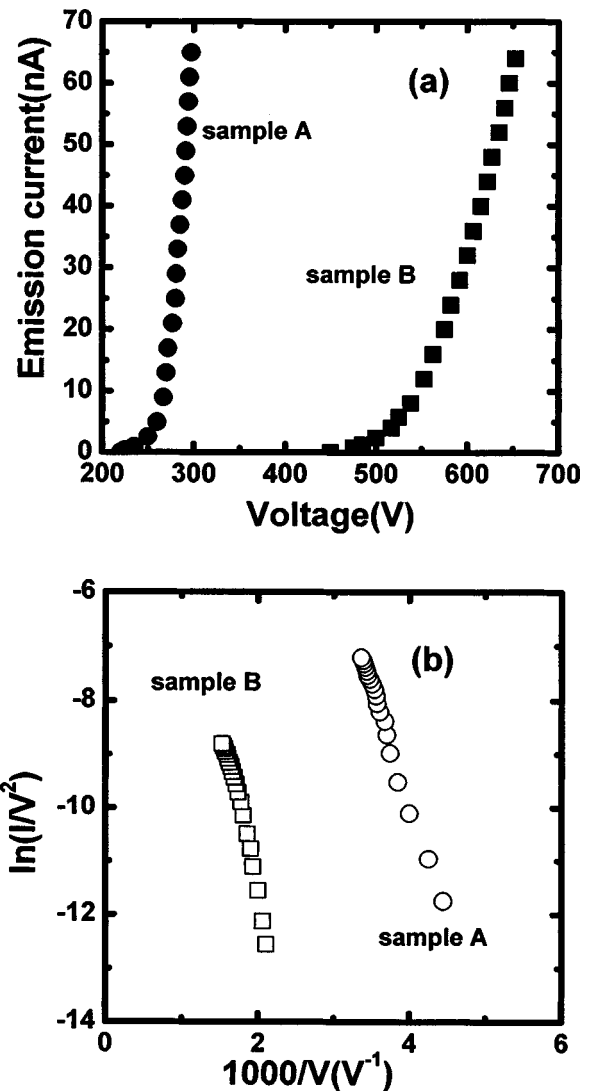 70
60
50
40
30
20
10
0
Emission current(nA)
(a)
sample A
sample B
200 300 400 500 600 700
Voltage(V)
-6
-8
-10
-12
-14
ln(I/V²)
(b)
sample B
sample A
0 2 4 6
1000/V(V⁻¹)